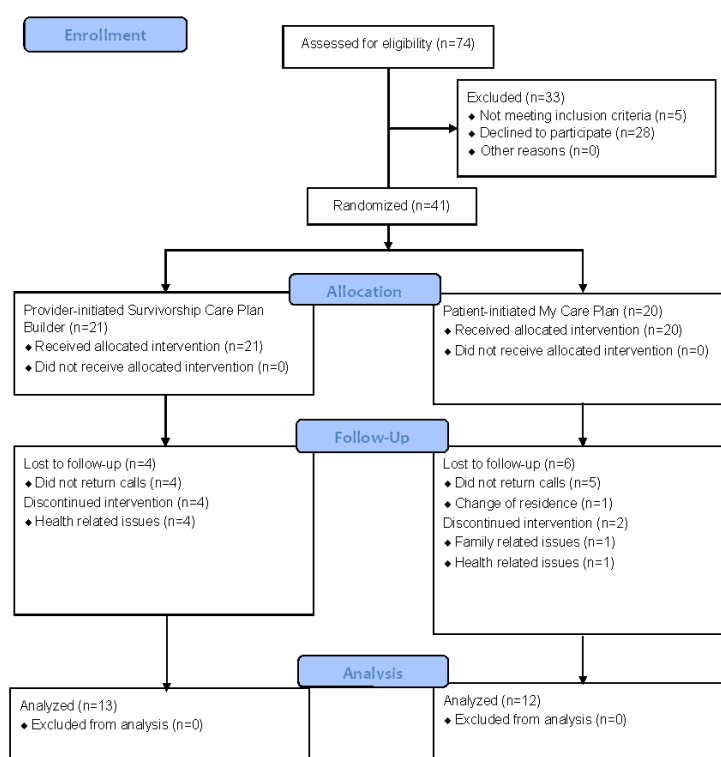 Enrollment
Assessed for eligibility (n=74)
Excluded (n=33)
◆ Not meeting inclusion criteria (n=5)
◆ Declined to participate (n=28)
◆ Other reasons (n=0)
Randomized (n=41)
Allocation
Provider-initiated Survivorship Care Plan
Builder (n=21)
◆ Received allocated intervention (n=21)
◆ Did not receive allocated intervention (n=0)
Patient-initiated My Care Plan (n=20)
◆ Received allocated intervention (n=20)
◆ Did not receive allocated intervention (n=0)
Follow-Up
Lost to follow-up (n=4)
◆ Did not return calls (n=4)
Discontinued intervention (n=4)
◆ Health related issues (n=4)
Lost to follow-up (n=6)
◆ Did not return calls (n=5)
◆ Change of residence (n=1)
Discontinued intervention (n=2)
◆ Family related issues (n=1)
◆ Health related issues (n=1)
Analysis
Analyzed (n=13)
◆ Excluded from analysis (n=0)
Analyzed (n=12)
◆ Excluded from analysis (n=0)